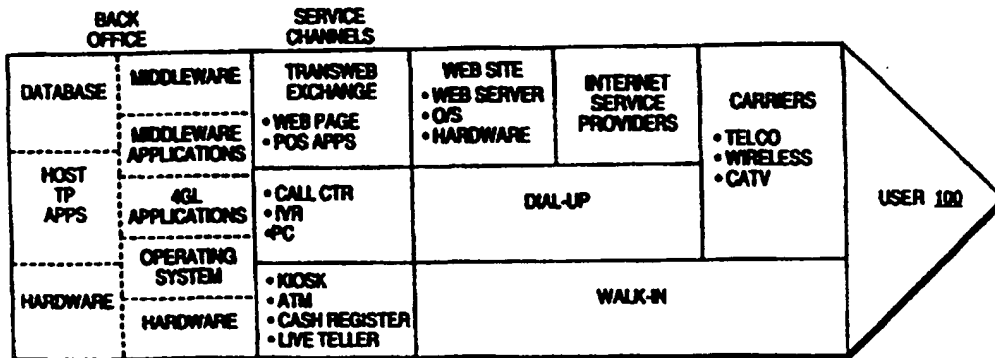 BACK
OFFICE
SERVICE
CHANNELS
DATABASE
HOST
TP
APPS
HARDWARE
MIDDLEWARE
MIDDLEWARE
APPLICATIONS
4GL
APPLICATIONS
OPERATING
SYSTEM
HARDWARE
TRANSWEB
EXCHANGE
• WEB PAGE
• POS APPS
• CALL CTR
• IVR
• PC
• KIOSK
• ATM
• CASH REGISTER
• LIVE TELLER
WEB SITE
• WEB SERVER
• O/S
• HARDWARE
INTERNET
SERVICE
PROVIDERS
DIAL-UP
WALK-IN
CARRIERS
• TELCO
• WIRELESS
• CATV
USER 100